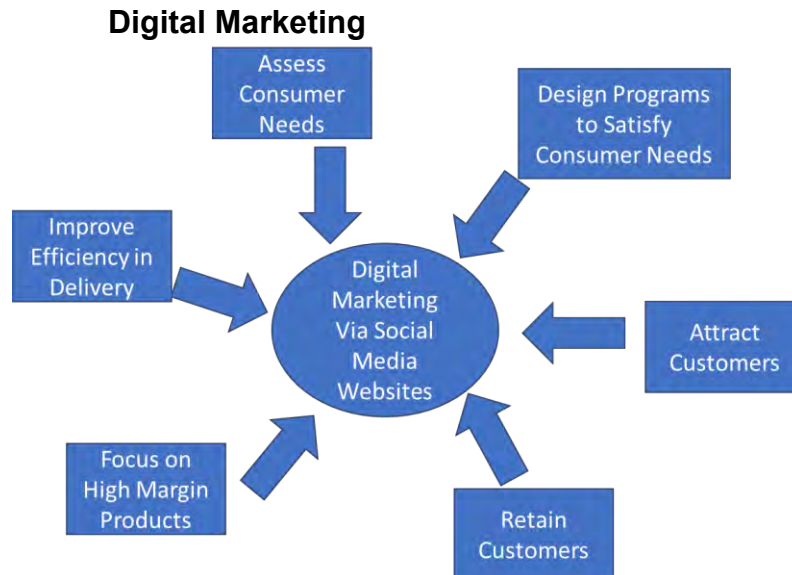 Digital Marketing
Assess
Consumer
Needs
Design Programs
to Satisfy
Consumer Needs
Improve
Efficiency in
Delivery
Digital
Marketing
Via Social
Media
Websites
Attract
Customers
Focus on
High Margin
Products
Retain
Customers